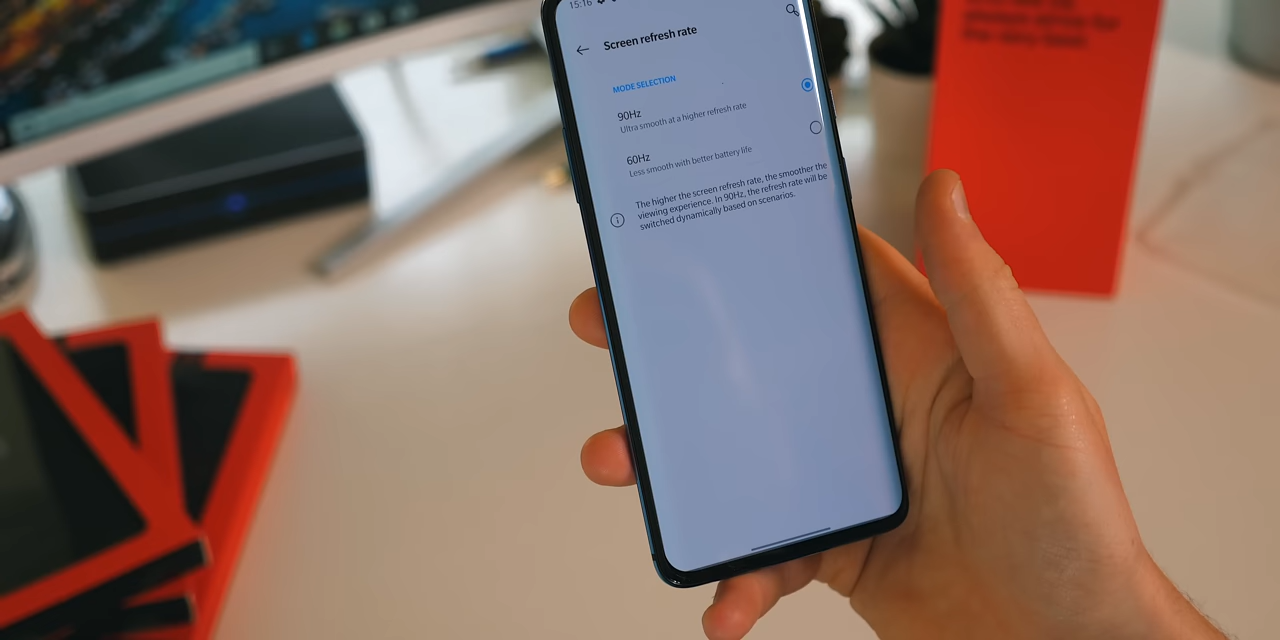 15:16
Screen refresh rate
MODE SELECTION
90Hz
Ultra smooth at a higher refresh rate
60Hz
Less smooth with better battery life
The higher the screen refresh rate, the smoother the
viewing experience. In 90Hz, the refresh rate will be
switched dynamically based on scenarios.